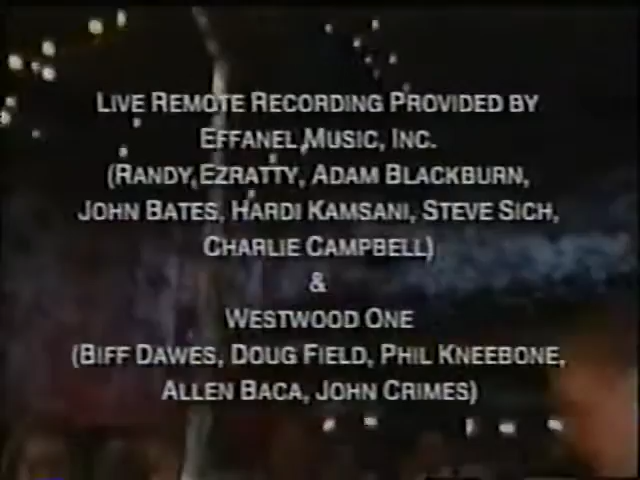 LIVE REMOTE RECORDING PROVIDED BY
EFFANEL MUSIC, INC.
(RANDY EZRATTY, ADAM BLACKBURN,
JOHN BATES, HARDI KAMSANI, STEVE SICH,
CHARLIE CAMPBELL)
&
WESTWOOD ONE
(BIFF DAWES, DOUG FIELD, PHIL KNEEBONE,
ALLEN BACA, JOHN CRIMES)